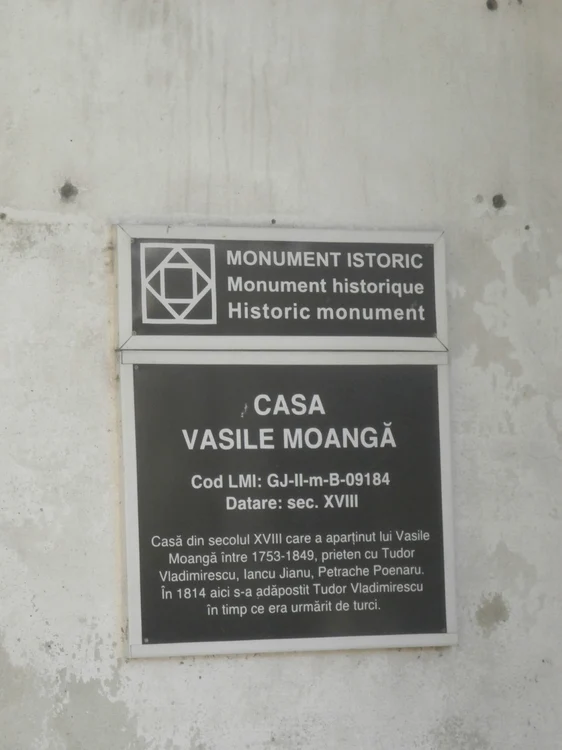 MONUMENT ISTORIC
Monument historique
Historic monument
CASA
VASILE MOANGĂ
Cod LMI: GJ-II-m-B-09184
Datare: sec. XVIII
Casă din secolul XVIII care a aparținut lui Vasile
Moangă între 1753-1849, prieten cu Tudor
Vladimirescu, Iancu Jianu, Petrache Poenaru.
În 1814 aici s-a adăpostit Tudor Vladimirescu
în timp ce era urmărit de turci.